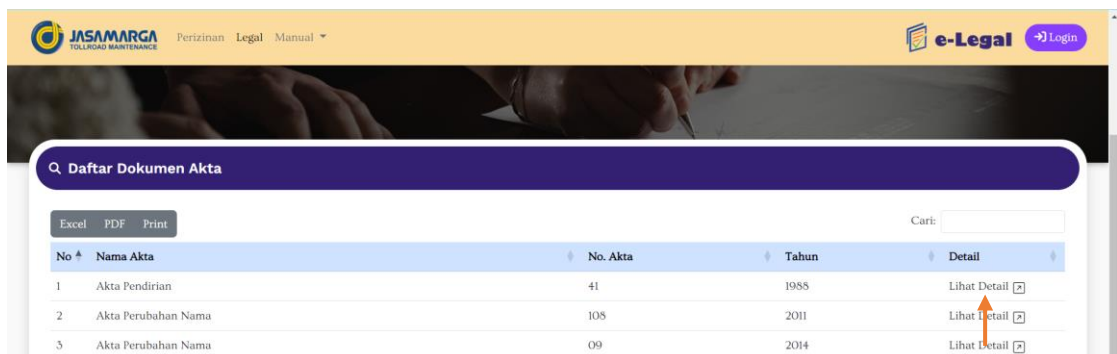 JASAMARGA
TOLLROAD MAINTENANCE
Perizinan Legal Manual
e-Legal
Login
Daftar Dokumen Akta
Excel PDF Print
Cari:
No Nama Akta No. Akta Tahun Detail
1 Akta Pendirian 41 1988 Lihat Detail
2 Akta Perubahan Nama 108 2011 Lihat Detail
3 Akta Perubahan Nama 09 2014 Lihat Detail